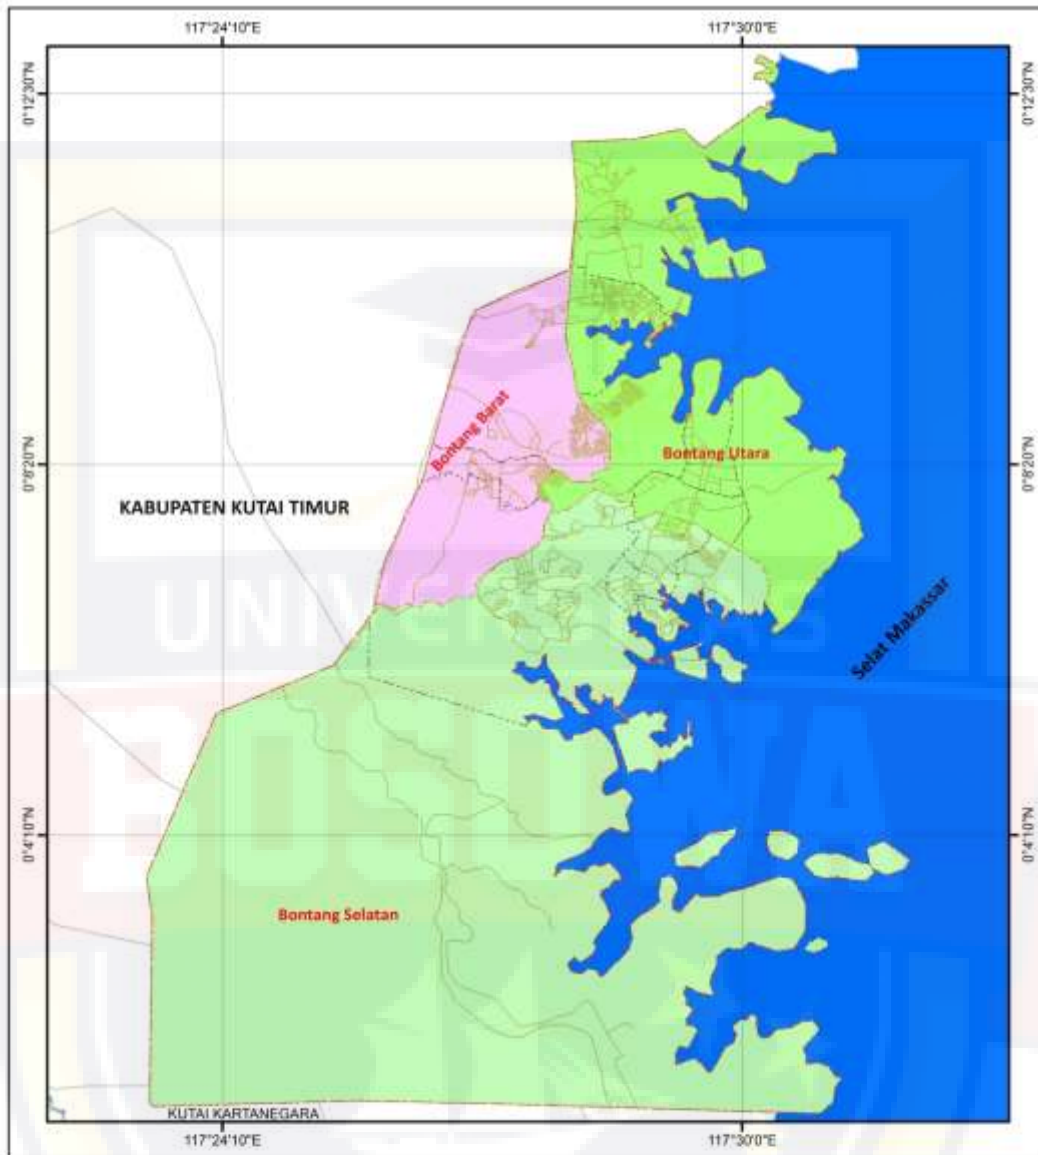 117°24'10"E
117°30'0"E
0°12'30"N
0°12'30"N
Bontang Barat
Bontang Utara
0°8'20"N
0°8'20"N
KABUPATEN KUTAI TIMUR
UNIVERSITAS
Selat Makassar
BOSOWA
0°4'10"N
0°4'10"N
Bontang Selatan
KUTAI KARTANEGARA
117°24'10"E
117°30'0"E